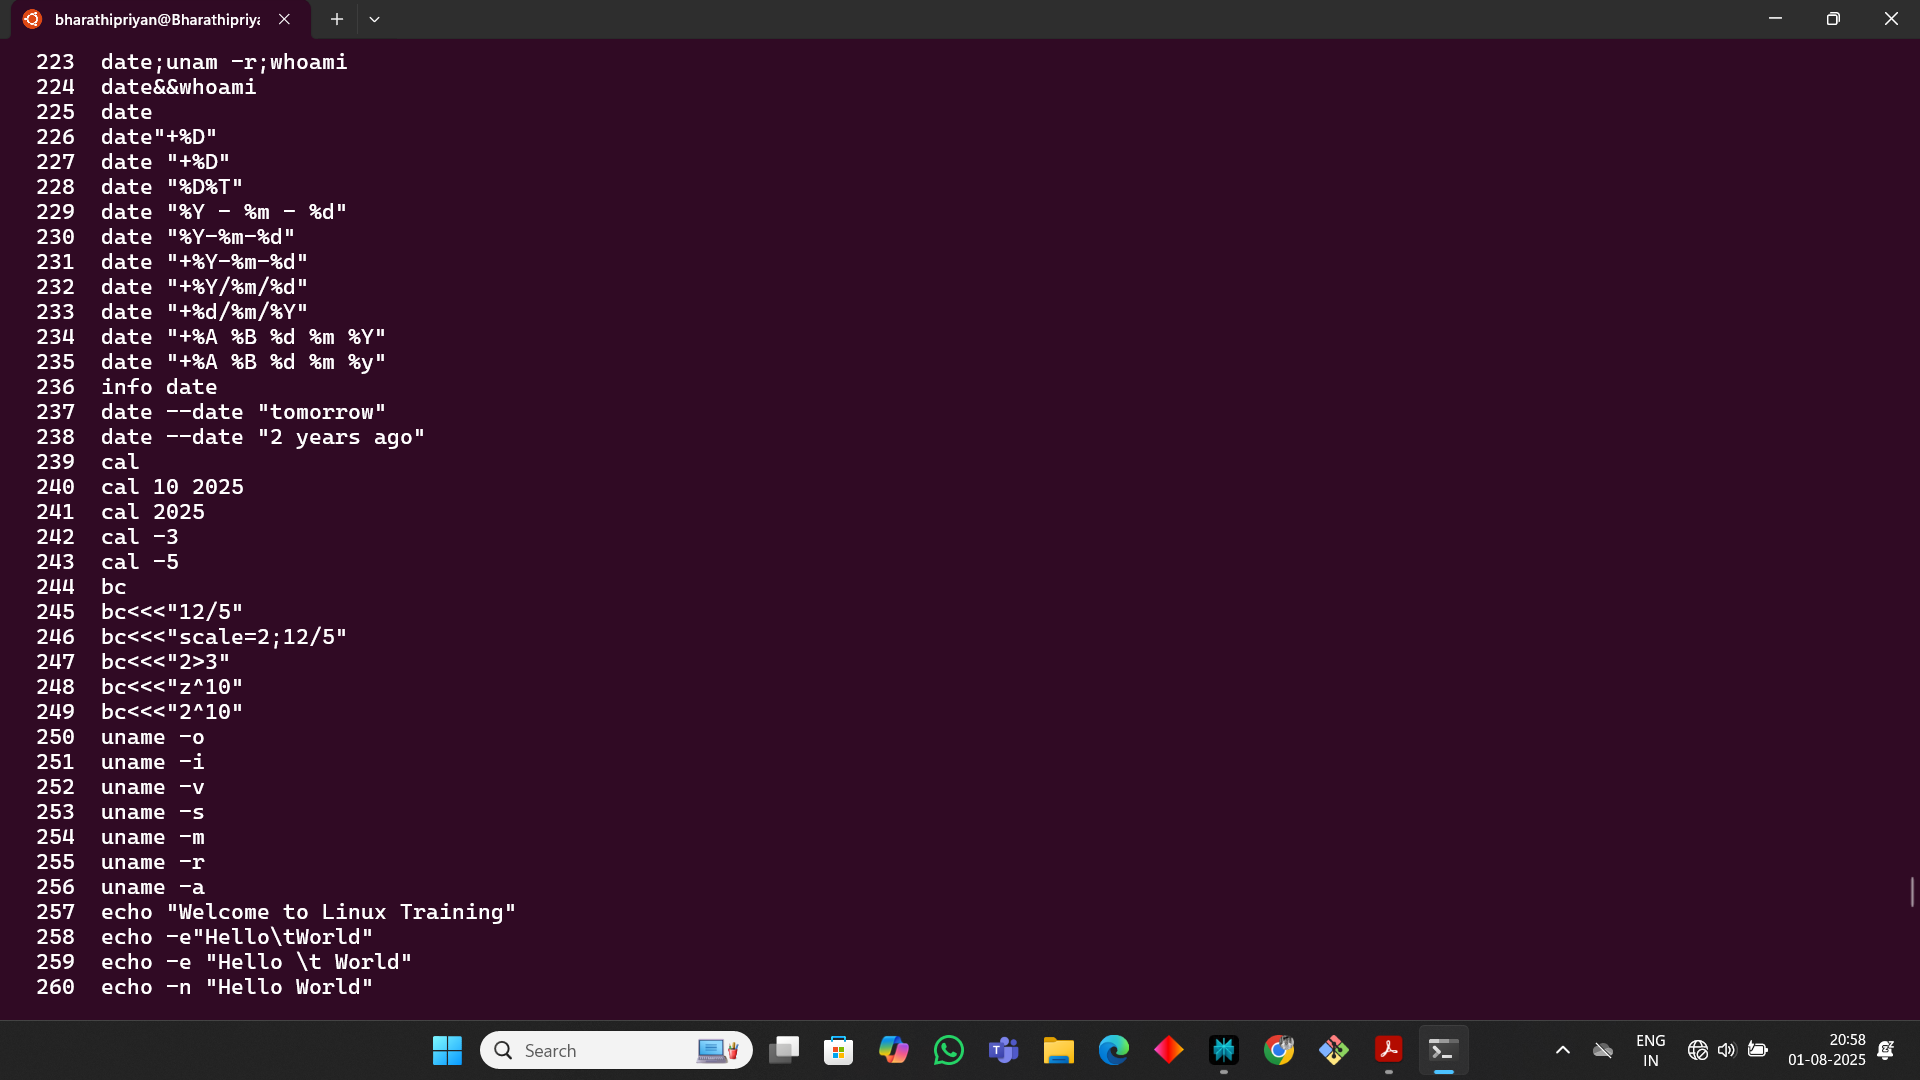 bharathipriyan@Bharathipriya
223 date;unam -r;whoami
224 date&&whoami
225 date
226 date"+%D"
227 date "+%D"
228 date "%D%T"
229 date "%Y - %m - %d"
230 date "%Y-%m-%d"
231 date "+%Y-%m-%d"
232 date "+%Y/%m/%d"
233 date "+%d/%m/%Y"
234 date "+%A %B %d %m %Y"
235 date "+%A %B %d %m %y"
236 info date
237 date --date "tomorrow"
238 date --date "2 years ago"
239 cal
240 cal 10 2025
241 cal 2025
242 cal -3
243 cal -5
244 bc
245 bc<<<"12/5"
246 bc<<<"scale=2;12/5"
247 bc<<<"2>3"
248 bc<<<"z^10"
249 bc<<<"2^10"
250 uname -o
251 uname -i
252 uname -v
253 uname -s
254 uname -m
255 uname -r
256 uname -a
257 echo "Welcome to Linux Training"
258 echo -e"Hello\tWorld"
259 echo -e "Hello \t World"
260 echo -n "Hello World"
Search
ENG
IN
20:58
01-08-2025